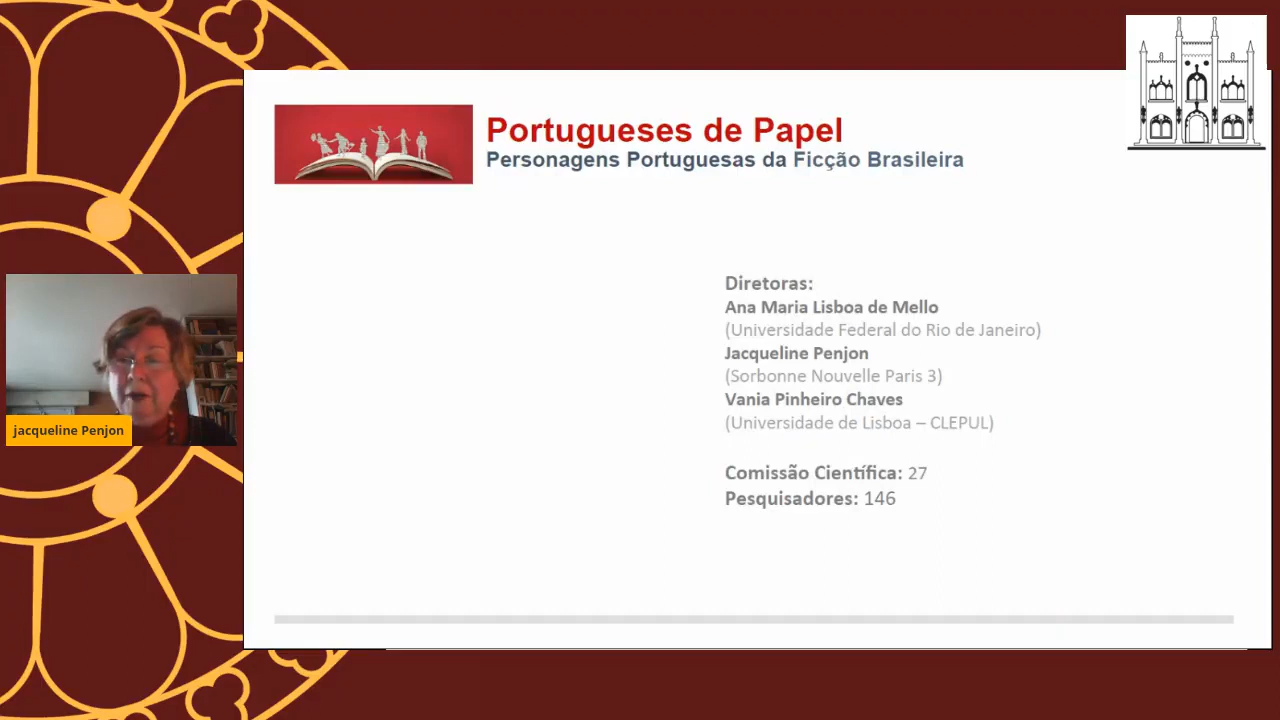 Portugueses de Papel
Personagens Portuguesas da Ficção Brasileira
Diretoras:
Ana Maria Lisboa de Mello
(Universidade Federal do Rio de Janeiro)
Jacqueline Penjon
(Sorbonne Nouvelle Paris 3)
Vania Pinheiro Chaves
(Universidade de Lisboa – CLEPUL)
Comissão Científica: 27
Pesquisadores: 146
jacqueline Penjon